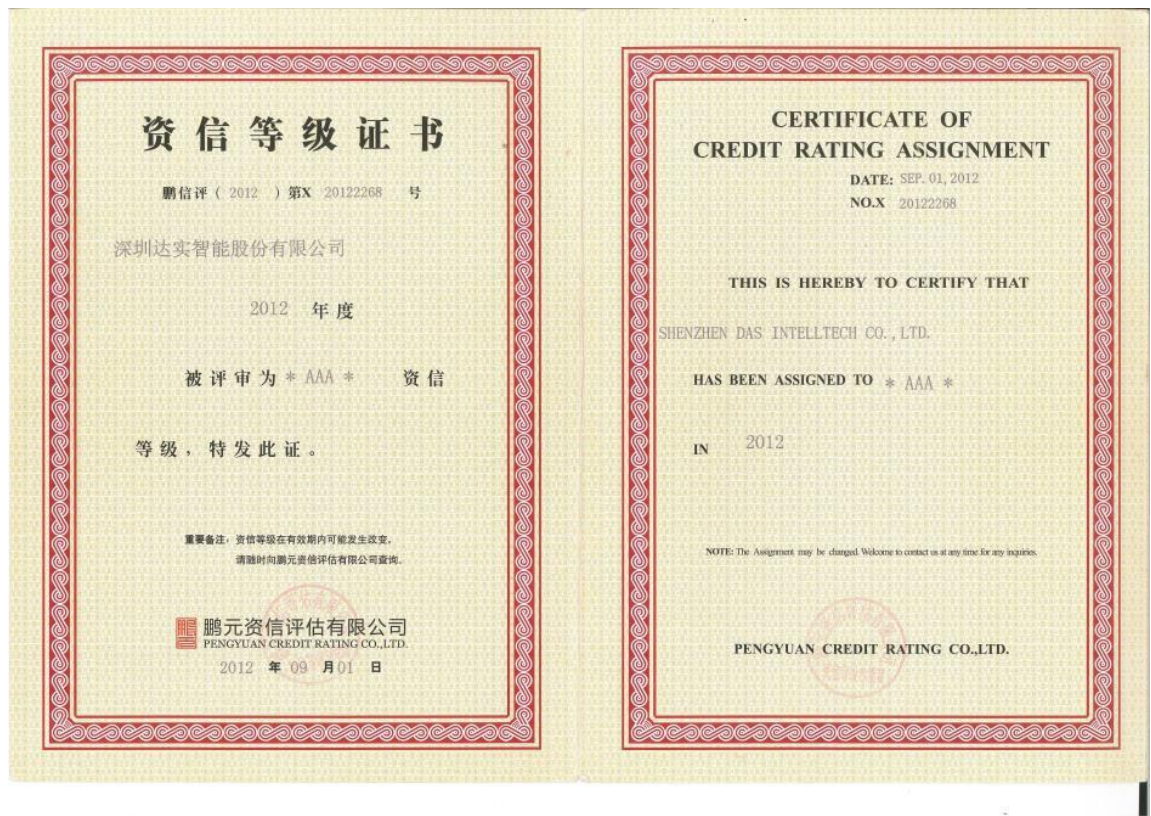 资信等级证书
鹏信评（ 2012 ）第X 20122268 号
深圳达实智能股份有限公司
2012 年度
被评审为 * AAA * 资信
等级，特发此证。
重要备注：资信等级在有效期内可能发生改变，
请随时向鹏元资信评估有限公司查询。
鹏元资信评估有限公司
PENGYUAN CREDIT RATING CO.,LTD.
2012 年 09 月 01 日
CERTIFICATE OF
CREDIT RATING ASSIGNMENT
DATE: SEP. 01, 2012
NO.X 20122268
THIS IS HEREBY TO CERTIFY THAT
SHENZHEN DAS INTELLTECH CO., LTD.
HAS BEEN ASSIGNED TO * AAA *
IN 2012
NOTE: The Assignment may be changed. Welcome to contact us at any time for any inquiries.
PENGYUAN CREDIT RATING CO.,LTD.